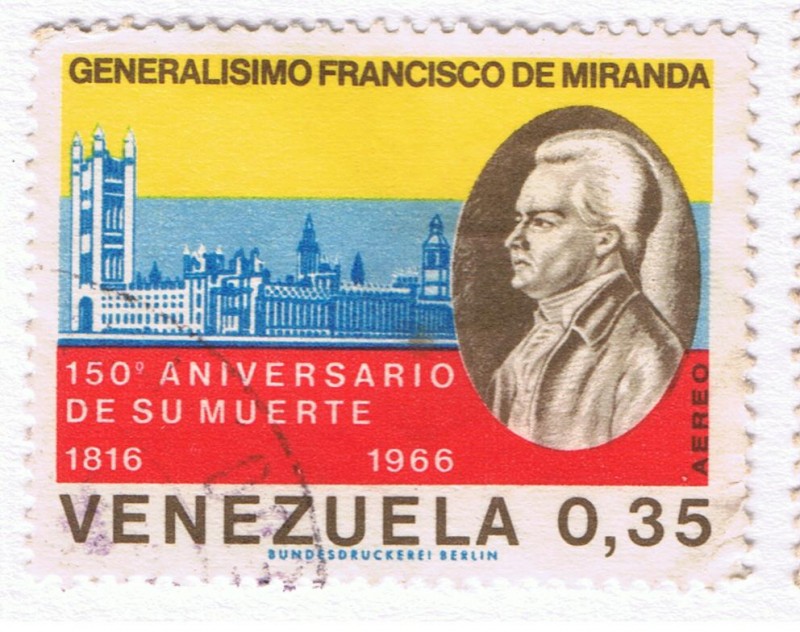 GENERALISIMO FRANCISCO DE MIRANDA
150º ANIVERSARIO
DE SU MUERTE
1816 1966
AEREO
VENEZUELA 0,35
BUNDESDRUCKEREI BERLIN